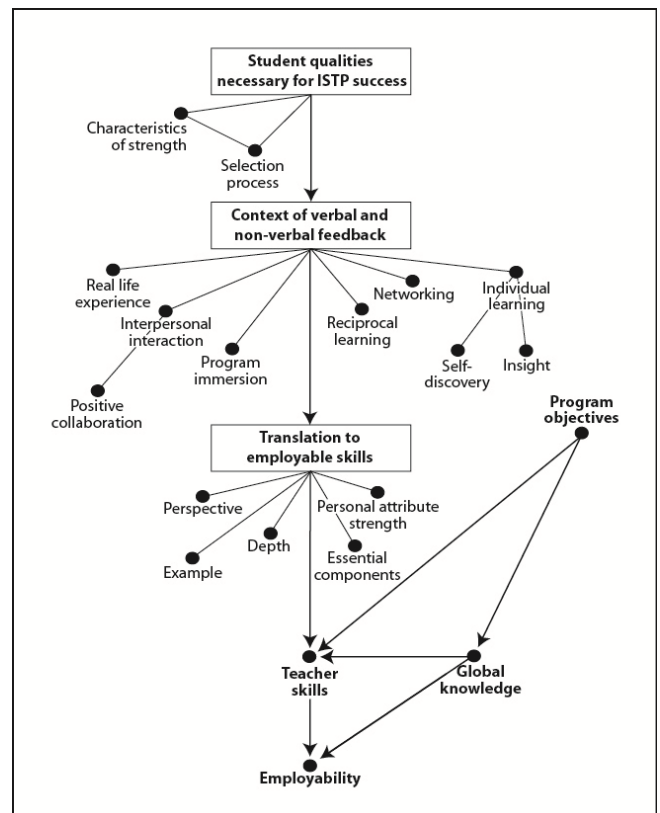 Student qualities
necessary for ISTP success
Characteristics
of strength
Selection
process
Context of verbal and
non-verbal feedback
Real life
experience
Interpersonal
interaction
Positive
collaboration
Program
immersion
Reciprocal
learning
Networking
Individual
learning
Self-
discovery
Insight
Program
objectives
Translation to
employable skills
Perspective
Example
Depth
Essential
components
Personal attribute
strength
Teacher
skills
Global
knowledge
Employability